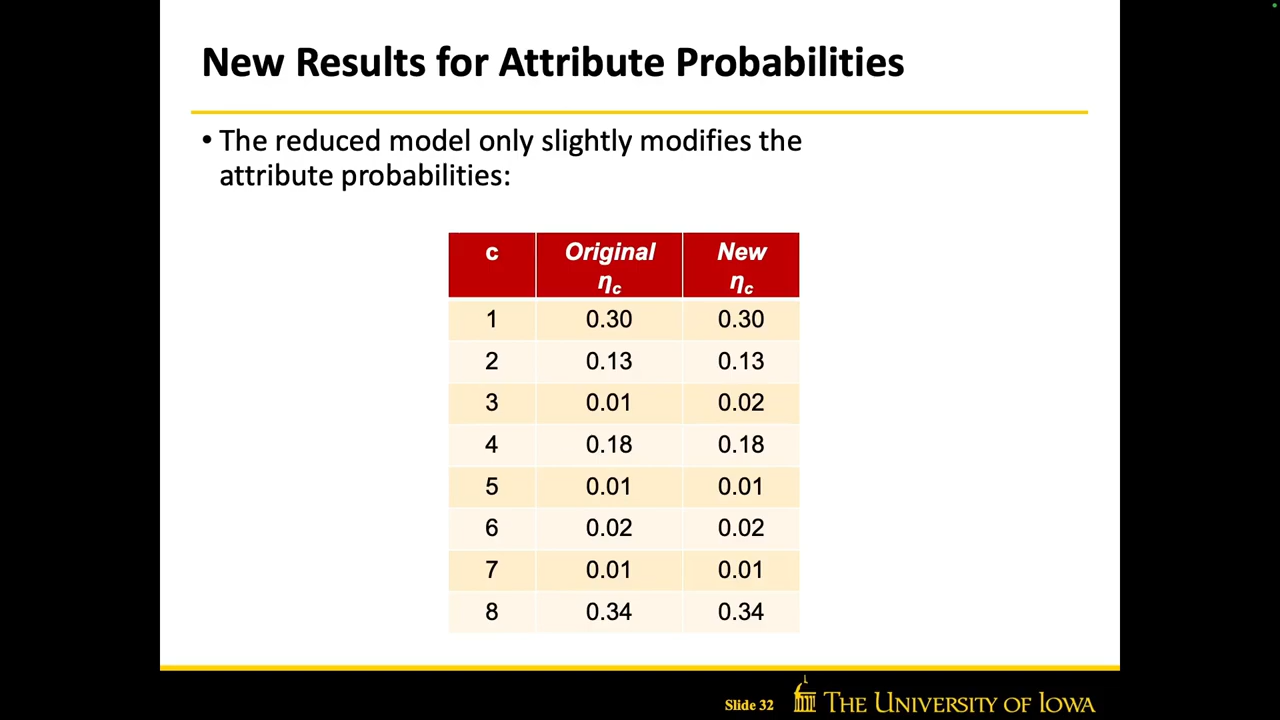 New Results for Attribute Probabilities
• The reduced model only slightly modifies the
attribute probabilities:
c Original ηc New ηc
1 0.30 0.30
2 0.13 0.13
3 0.01 0.02
4 0.18 0.18
5 0.01 0.01
6 0.02 0.02
7 0.01 0.01
8 0.34 0.34
Slide 32 THE UNIVERSITY OF IOWA